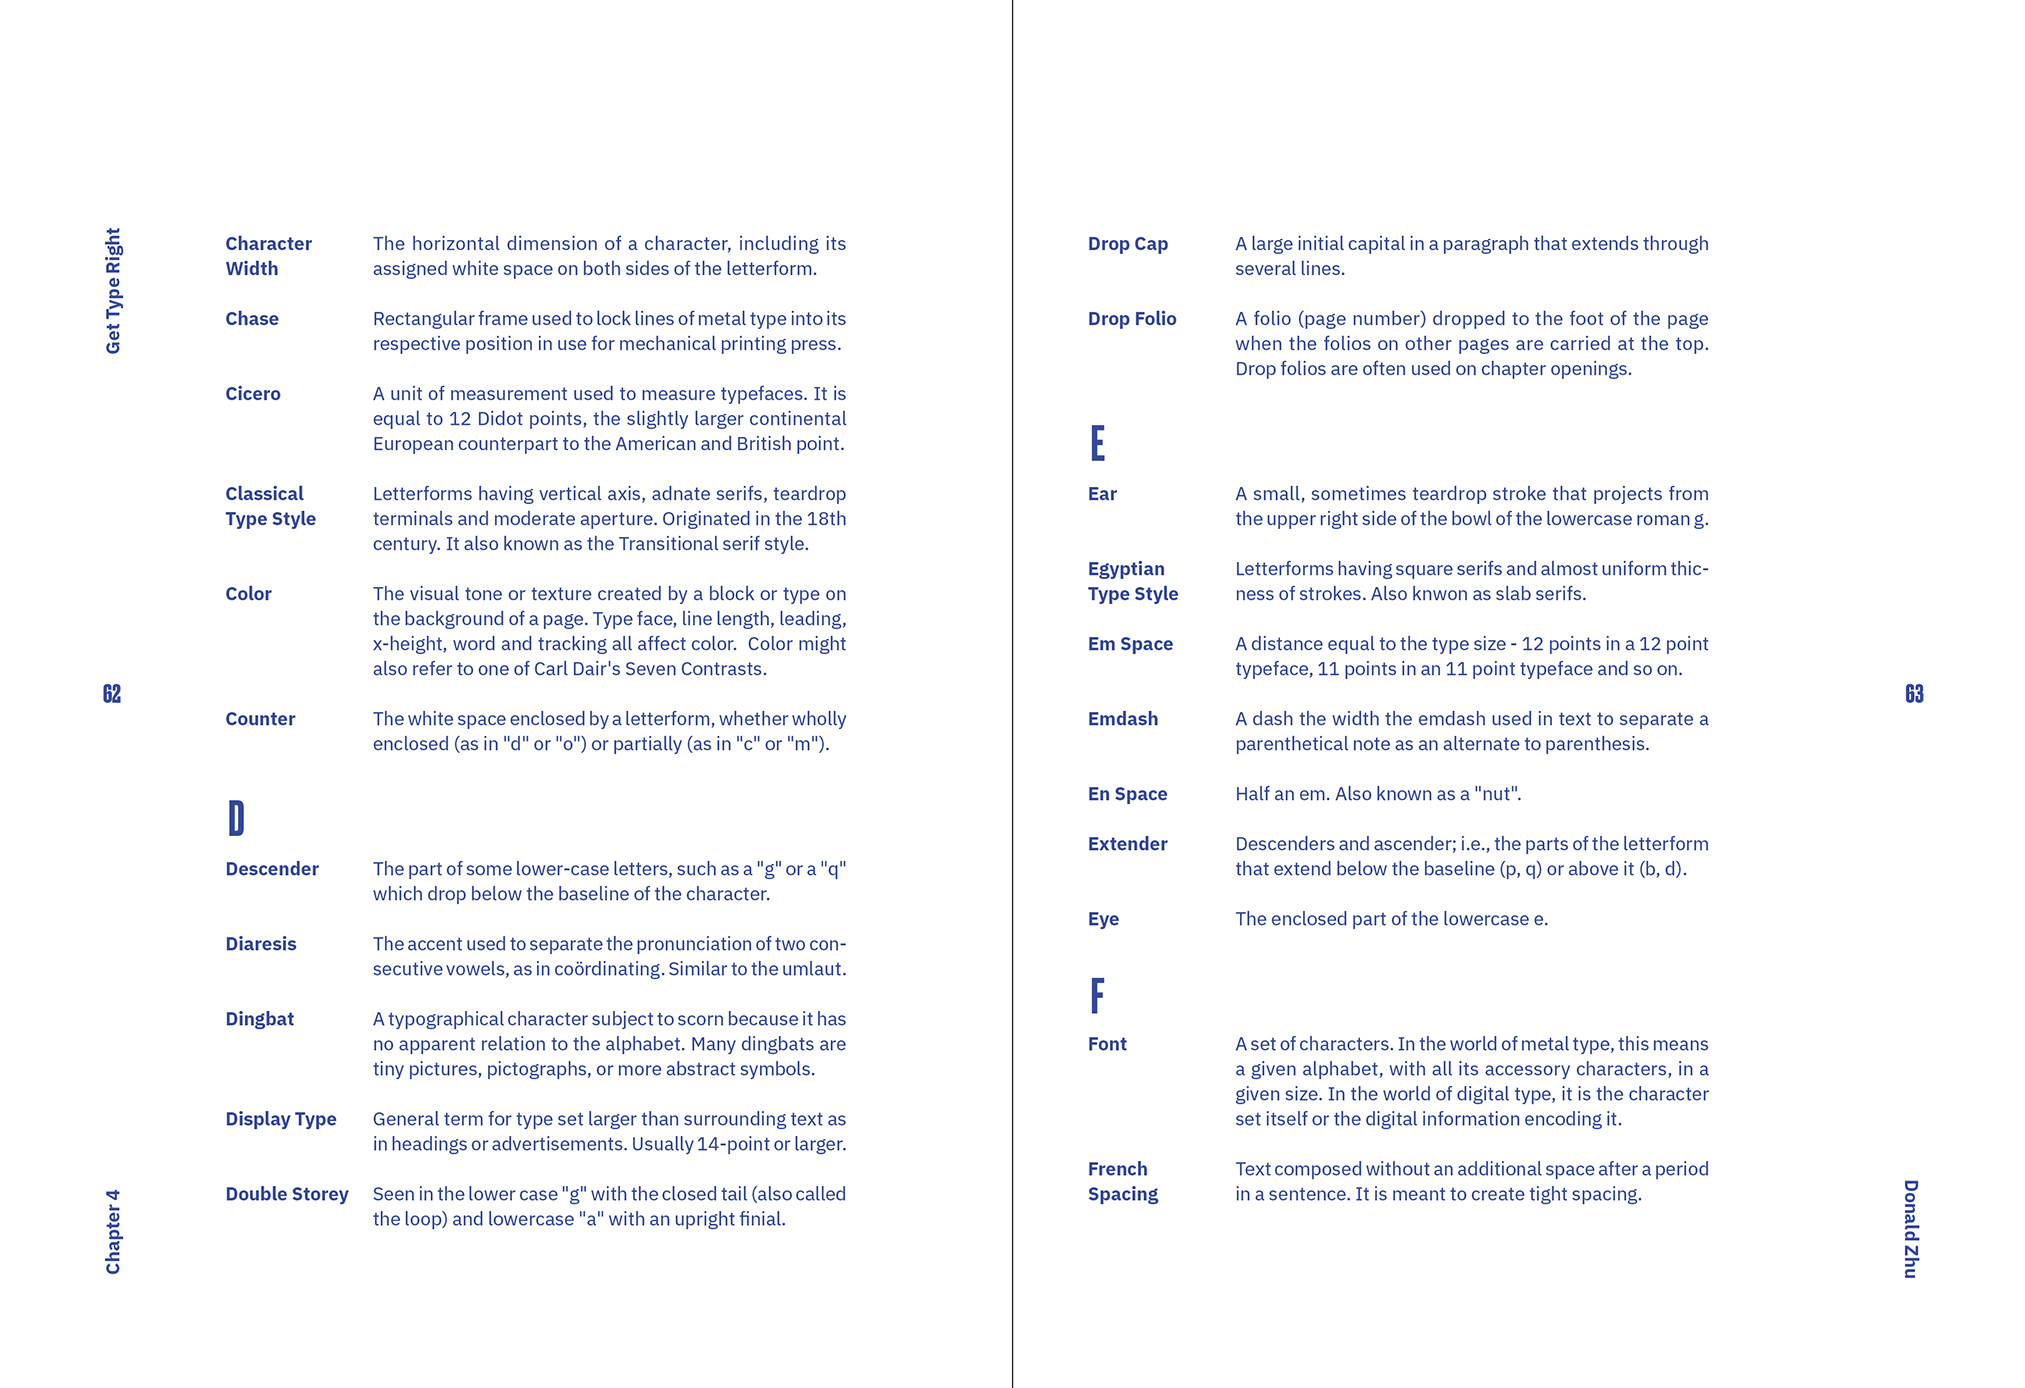 Get Type Right
Character
Width
The horizontal dimension of a character, including its
assigned white space on both sides of the letterform.
Chase
Rectangular frame used to lock lines of metal type into its
respective position in use for mechanical printing press.
Cicero
A unit of measurement used to measure typefaces. It is
equal to 12 Didot points, the slightly larger continental
European counterpart to the American and British point.
Classical
Type Style
Letterforms having vertical axis, adnate serifs, teardrop
terminals and moderate aperture. Originated in the 18th
century. It also known as the Transitional serif style.
Color
The visual tone or texture created by a block or type on
the background of a page. Type face, line length, leading,
x-height, word and tracking all affect color.  Color might
also refer to one of Carl Dair's Seven Contrasts.
62
Counter
The white space enclosed by a letterform, whether wholly
enclosed (as in "d" or "o") or partially (as in "c" or "m").
D
Descender
The part of some lower-case letters, such as a "g" or a "q"
which drop below the baseline of the character.
Diaresis
The accent used to separate the pronunciation of two con-
secutive vowels, as in coördinating. Similar to the umlaut.
Dingbat
A typographical character subject to scorn because it has
no apparent relation to the alphabet. Many dingbats are
tiny pictures, pictographs, or more abstract symbols.
Display Type
General term for type set larger than surrounding text as
in headings or advertisements. Usually 14-point or larger.
Double Storey
Seen in the lower case "g" with the closed tail (also called
the loop) and lowercase "a" with an upright finial.
Chapter 4
Drop Cap
A large initial capital in a paragraph that extends through
several lines.
Drop Folio
A folio (page number) dropped to the foot of the page
when the folios on other pages are carried at the top.
Drop folios are often used on chapter openings.
E
Ear
A small, sometimes teardrop stroke that projects from
the upper right side of the bowl of the lowercase roman g.
Egyptian
Type Style
Letterforms having square serifs and almost uniform thic-
ness of strokes. Also knwon as slab serifs.
Em Space
A distance equal to the type size - 12 points in a 12 point
typeface, 11 points in an 11 point typeface and so on.
63
Emdash
A dash the width the emdash used in text to separate a
parenthetical note as an alternate to parenthesis.
En Space
Half an em. Also known as a "nut".
Extender
Descenders and ascender; i.e., the parts of the letterform
that extend below the baseline (p, q) or above it (b, d).
Eye
The enclosed part of the lowercase e.
F
Font
A set of characters. In the world of metal type, this means
a given alphabet, with all its accessory characters, in a
given size. In the world of digital type, it is the character
set itself or the digital information encoding it.
French
Spacing
Text composed without an additional space after a period
in a sentence. It is meant to create tight spacing.
Donald Zhu